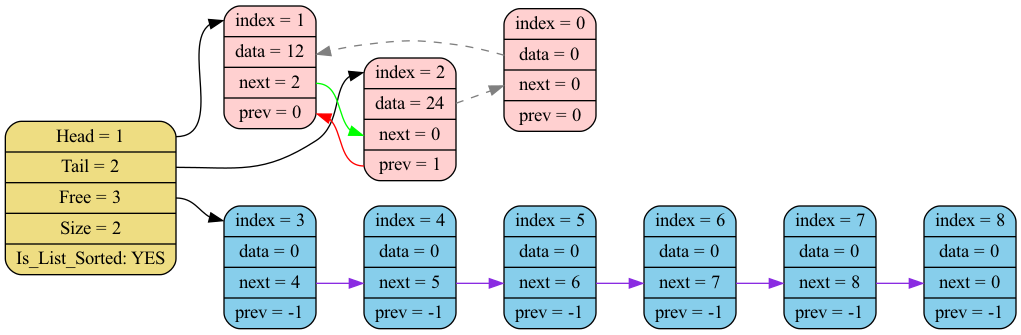 Head = 1
Tail = 2
Free = 3
Size = 2
Is_List_Sorted: YES
index = 1
data = 12
next = 2
prev = 0
index = 2
data = 24
next = 0
prev = 1
index = 0
data = 0
next = 0
prev = 0
index = 3
data = 0
next = 4
prev = -1
index = 4
data = 0
next = 5
prev = -1
index = 5
data = 0
next = 6
prev = -1
index = 6
data = 0
next = 7
prev = -1
index = 7
data = 0
next = 8
prev = -1
index = 8
data = 0
next = 0
prev = -1